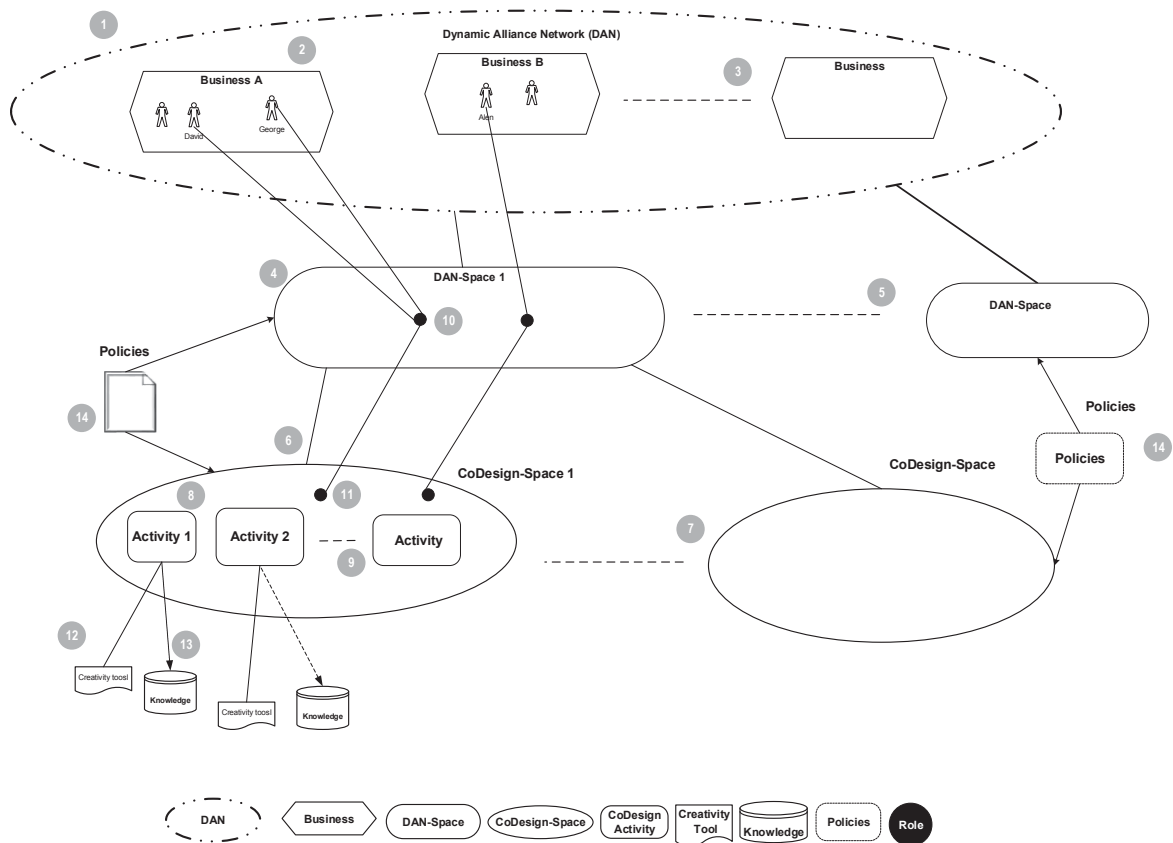 1
Dynamic Alliance Network (DAN)
2
Business A
Business B
3
Business
David
George
Alen
4
DAN-Space 1
5
DAN-Space
10
Policies
14
Policies
14
Policies
6
CoDesign-Space 1
CoDesign-Space
8
11
7
Activity 1
Activity 2
Activity
9
12
13
Creativity toosl
Knowledge
Creativity toosl
Knowledge
DAN
Business
DAN-Space
CoDesign-Space
CoDesign
Activity
Creativity
Tool
Knowledge
Policies
Role